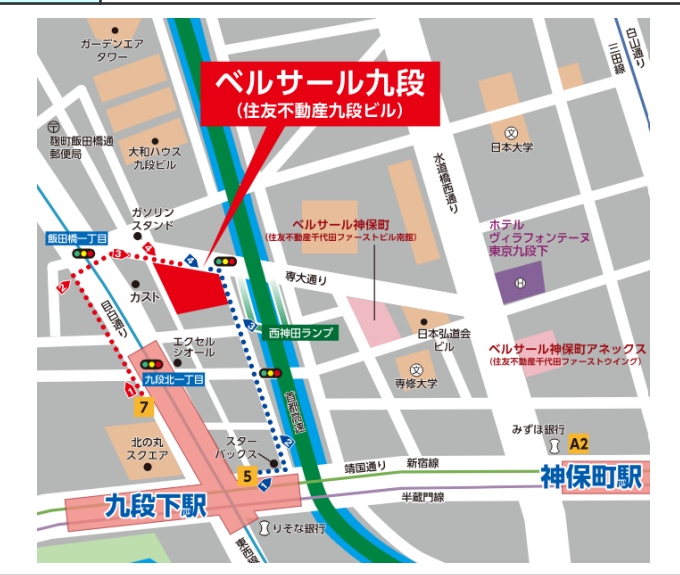 ガーデンエア
タワー
ベルサール九段
(住友不動産九段ビル)
白山通り
三田線
麴町飯田橋通
郵便局
大和ハウス
九段ビル
文
日本大学
水道橋西通り
ガソリン
スタンド
飯田橋一丁目
ベルサール神保町
(住友不動産千代田ファーストビル南館)
ホテル
ヴィラフォンテーヌ
東京九段下
H
4
3
4
2
専大通り
カスト
目白通り
3
西神田ランプ
日本弘道会
ビル
エクセル
シオール
ベルサール神保町アネックス
(住友不動産千代田ファーストウイング)
九段北一丁目
文
専修大学
1
7
首都高速
北の丸
スクエア
スター
バックス
2
みずほ銀行
A2
5
1
靖国通り
新宿線
神保町駅
九段下駅
半蔵門線
りそな銀行
東西線